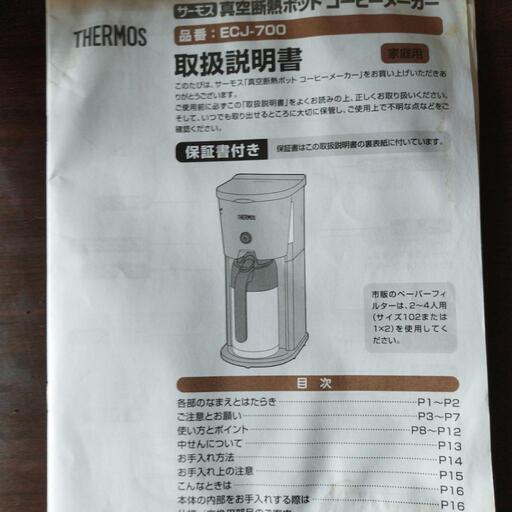 サーモス 真空断熱ポット コーヒーメーカー
THERMOS
品番：ECJ-700
取扱説明書
家庭用
このたびは、サーモス「真空断熱ポット コーヒーメーカー」をお買い上げいただきあ
りがとうございます。
ご使用前に必ずこの「取扱説明書」をよくお読みの上、正しくお取り扱いください。
そして、いつでも取り出せるところに大切に保管し、ご使用上で不明な点などをご
確認ください。
保証書付き
保証書はこの取扱説明書の裏表紙に付いています。
THERMOS
市販のペーパーフィ
ルターは、2〜4人用
（サイズ102または
1×2）を使用してく
ださい。
目 次
各部のなまえとはたらき P1〜P2
ご注意とお願い P3〜P7
使い方とポイント P8〜P12
中せんについて P13
お手入れ方法 P14
お手入れ上の注意 P15
こんなときは P16
本体の内部をお手入れする際は P16